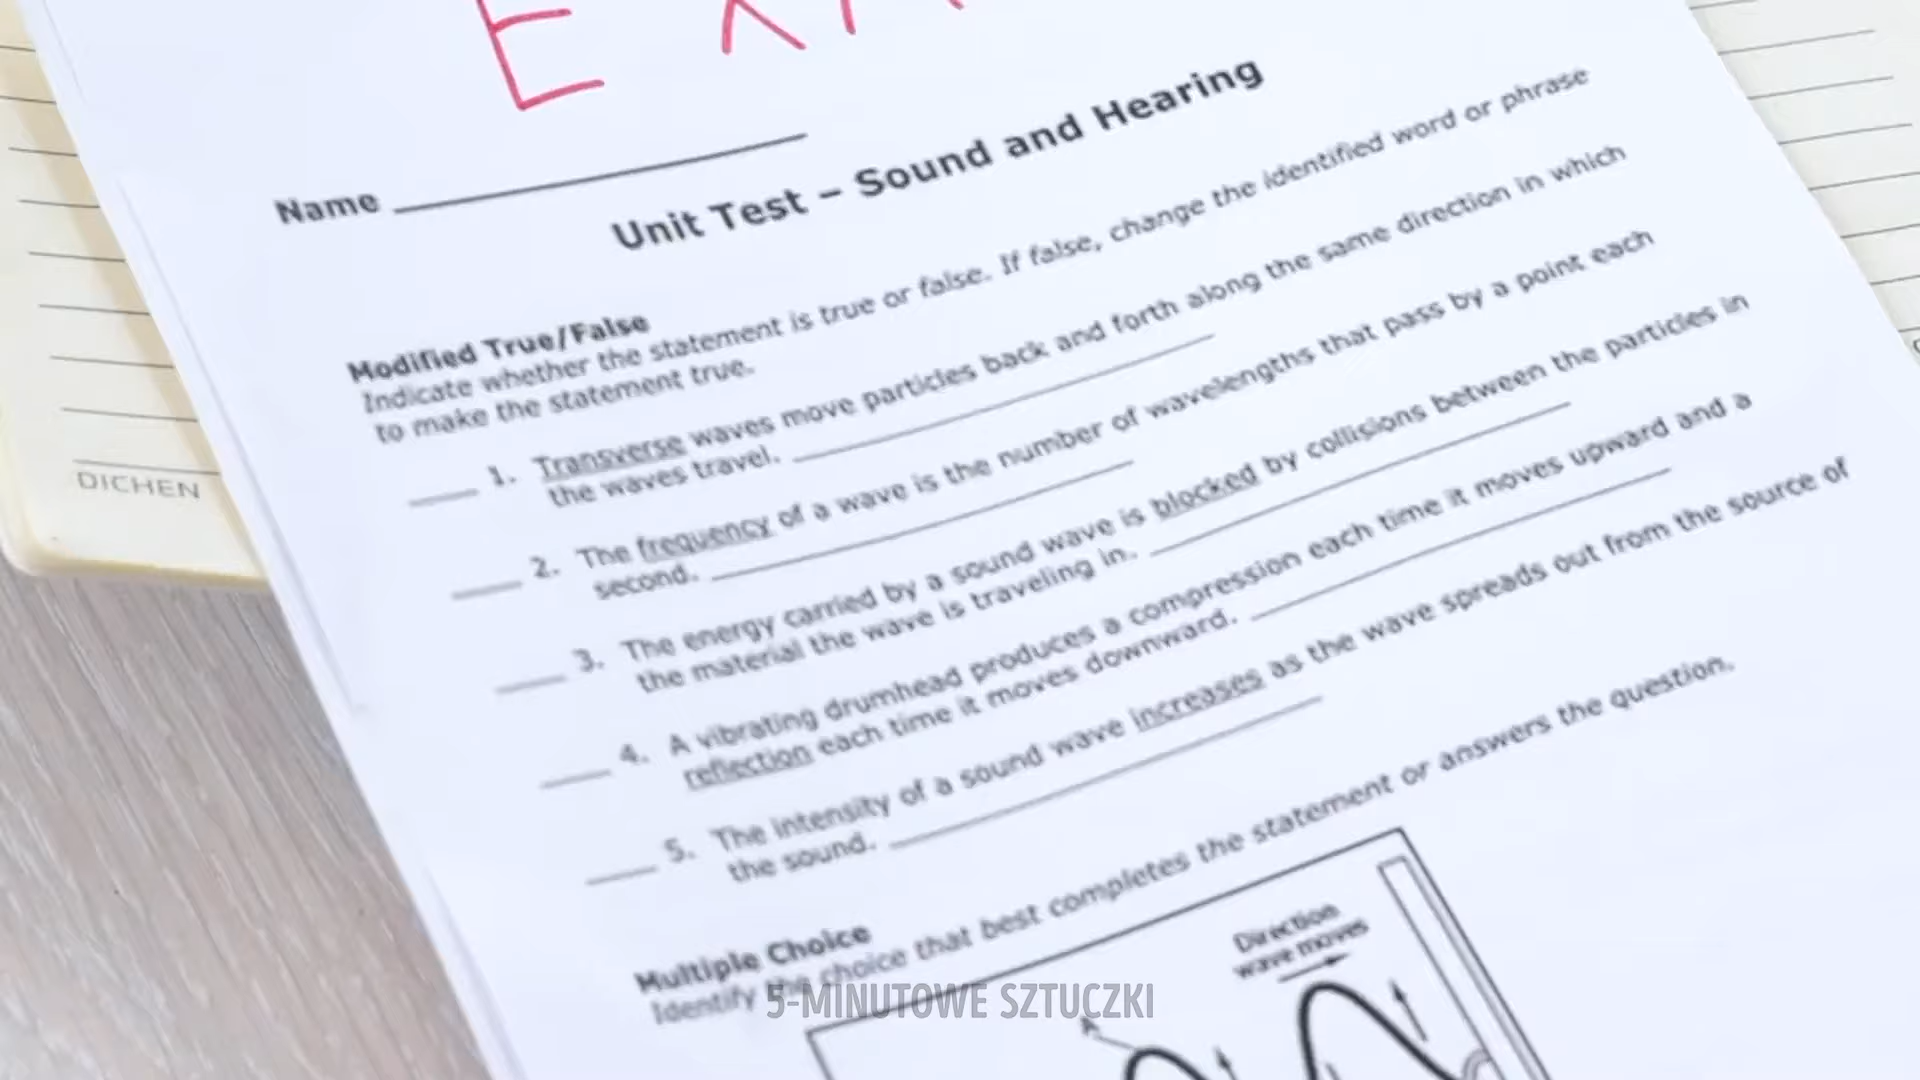 EXA
Name
Unit Test – Sound and Hearing
Modified True/False
Indicate whether the statement is true or false. If false, change the identified word or phrase
to make the statement true.
1. Transverse waves move particles back and forth along the same direction in which
the waves travel.
2. The frequency of a wave is the number of wavelengths that pass by a point each
second.
3. The energy carried by a sound wave is blocked by collisions between the particles in
the material the wave is traveling in.
4. A vibrating drumhead produces a compression each time it moves upward and a
reflection each time it moves downward.
5. The intensity of a sound wave increases as the wave spreads out from the source of
the sound.
Multiple Choice
Identify the choice that best completes the statement or answers the question.
Direction
wave moves
A
DICHEN
5-MINUTOWE SZTUCZKI